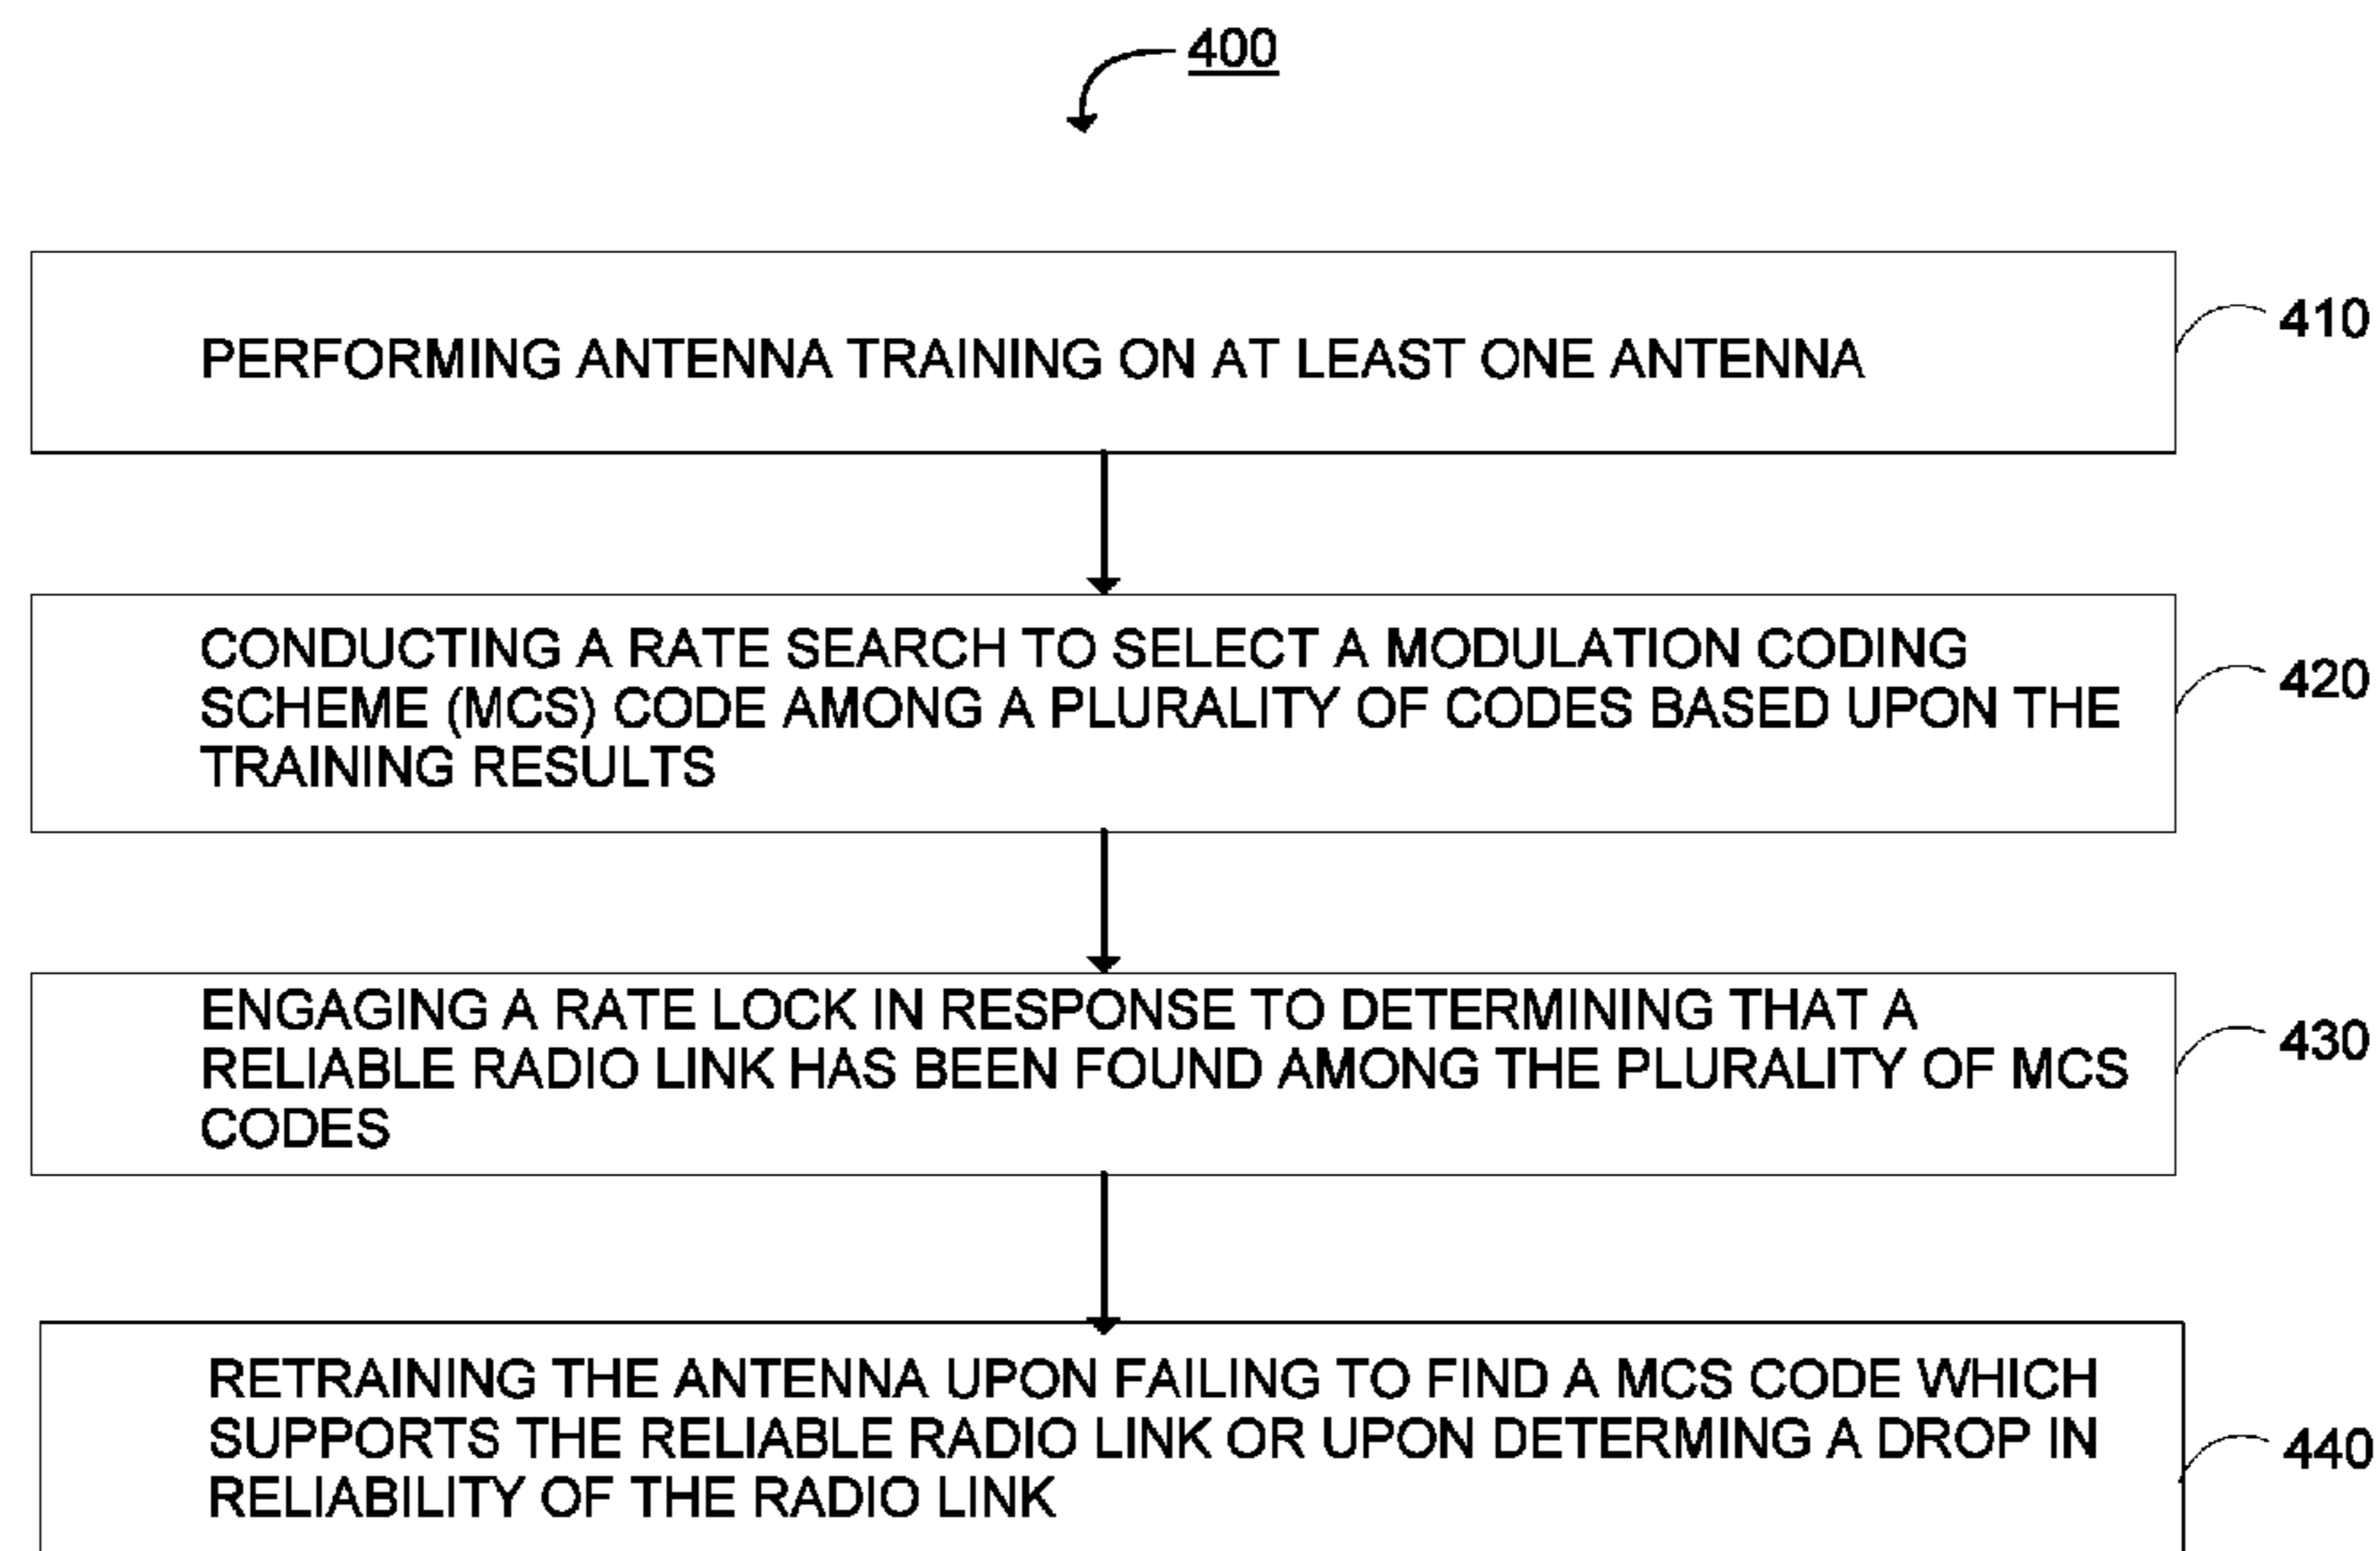 400
PERFORMING ANTENNA TRAINING ON AT LEAST ONE ANTENNA
410
CONDUCTING A RATE SEARCH TO SELECT A MODULATION CODING
SCHEME (MCS) CODE AMONG A PLURALITY OF CODES BASED UPON THE
TRAINING RESULTS
420
ENGAGING A RATE LOCK IN RESPONSE TO DETERMINING THAT A
RELIABLE RADIO LINK HAS BEEN FOUND AMONG THE PLURALITY OF MCS
CODES
430
RETRAINING THE ANTENNA UPON FAILING TO FIND A MCS CODE WHICH
SUPPORTS THE RELIABLE RADIO LINK OR UPON DETERMING A DROP IN
RELIABILITY OF THE RADIO LINK
440